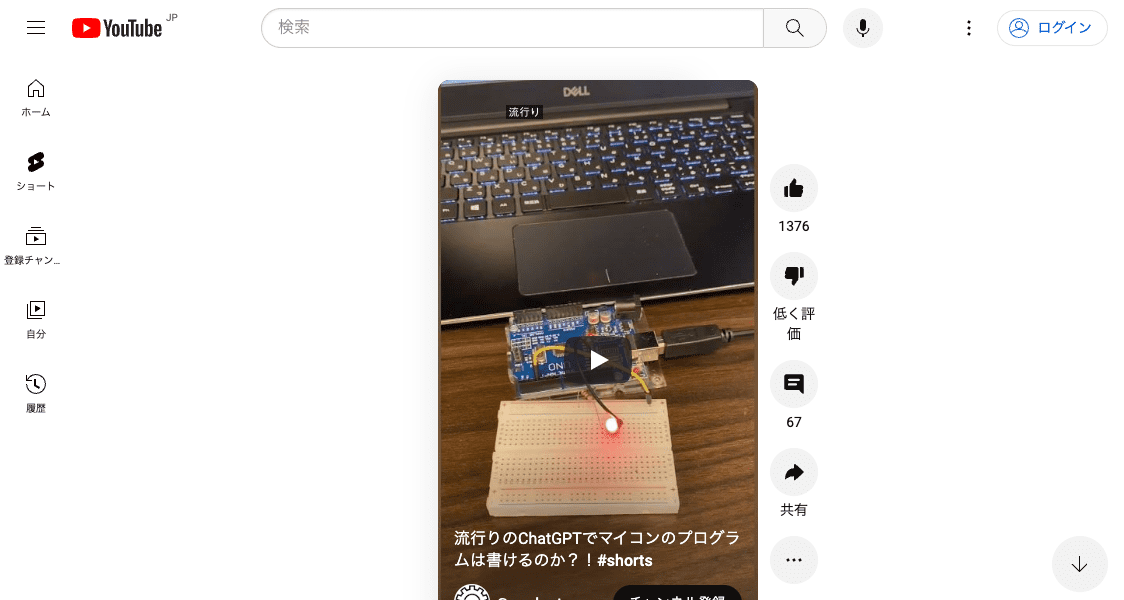 YouTube JP
検索
ログイン
ホーム
ショート
登録チャン...
自分
履歴
DELL
流行り
1376
低く評
価
67
共有
流行りのChatGPTでマイコンのプログラ
ムは書けるのか？！#shorts
チャンネル登録